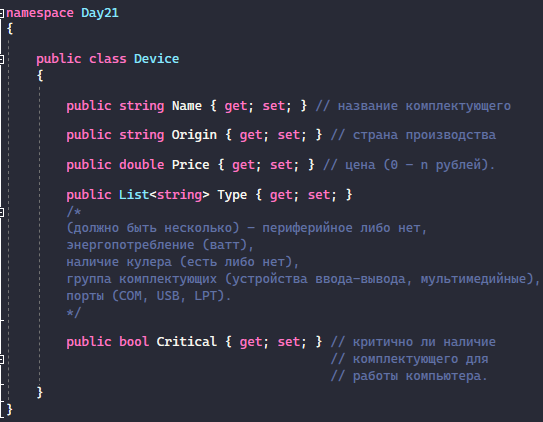 namespace Day21
{
public class Device
{
public string Name { get; set; } // название комплектующего
public string Origin { get; set; } // страна производства
public double Price { get; set; } // цена (0 – n рублей).
public List<string> Type { get; set; }
/*
(должно быть несколько) – периферийное либо нет,
энергопотребление (ватт),
наличие кулера (есть либо нет),
группа комплектующих (устройства ввода-вывода, мультимедийные),
порты (COM, USB, LPT).
*/
public bool Critical { get; set; } // критично ли наличие
// комплектующего для
// работы компьютера.
}
}